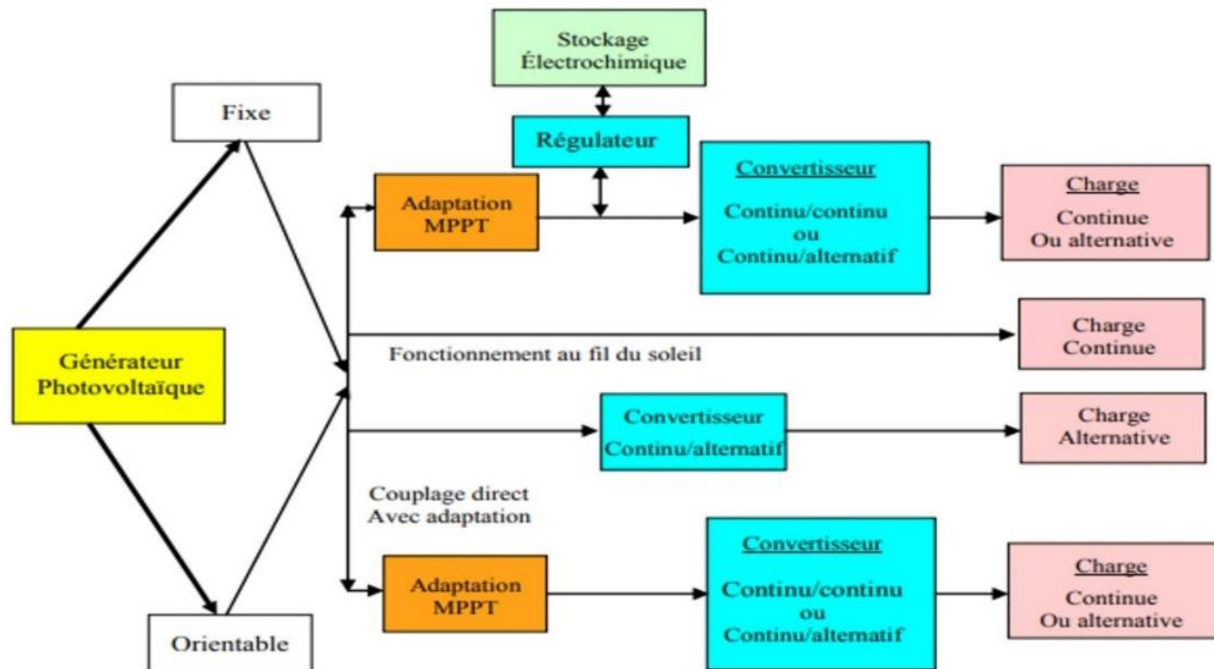 Stockage
Électrochimique
Fixe
Régulateur
Convertisseur
Continu/continu
ou
Continu/alternatif
Charge
Continue
Ou alternative
Adaptation
MPPT
Générateur
Photovoltaïque
Fonctionnement au fil du soleil
Charge
Continue
Convertisseur
Continu/alternatif
Charge
Alternative
Couplage direct
Avec adaptation
Adaptation
MPPT
Convertisseur
Continu/continu
ou
Continu/alternatif
Charge
Continue
Ou alternative
Orientable